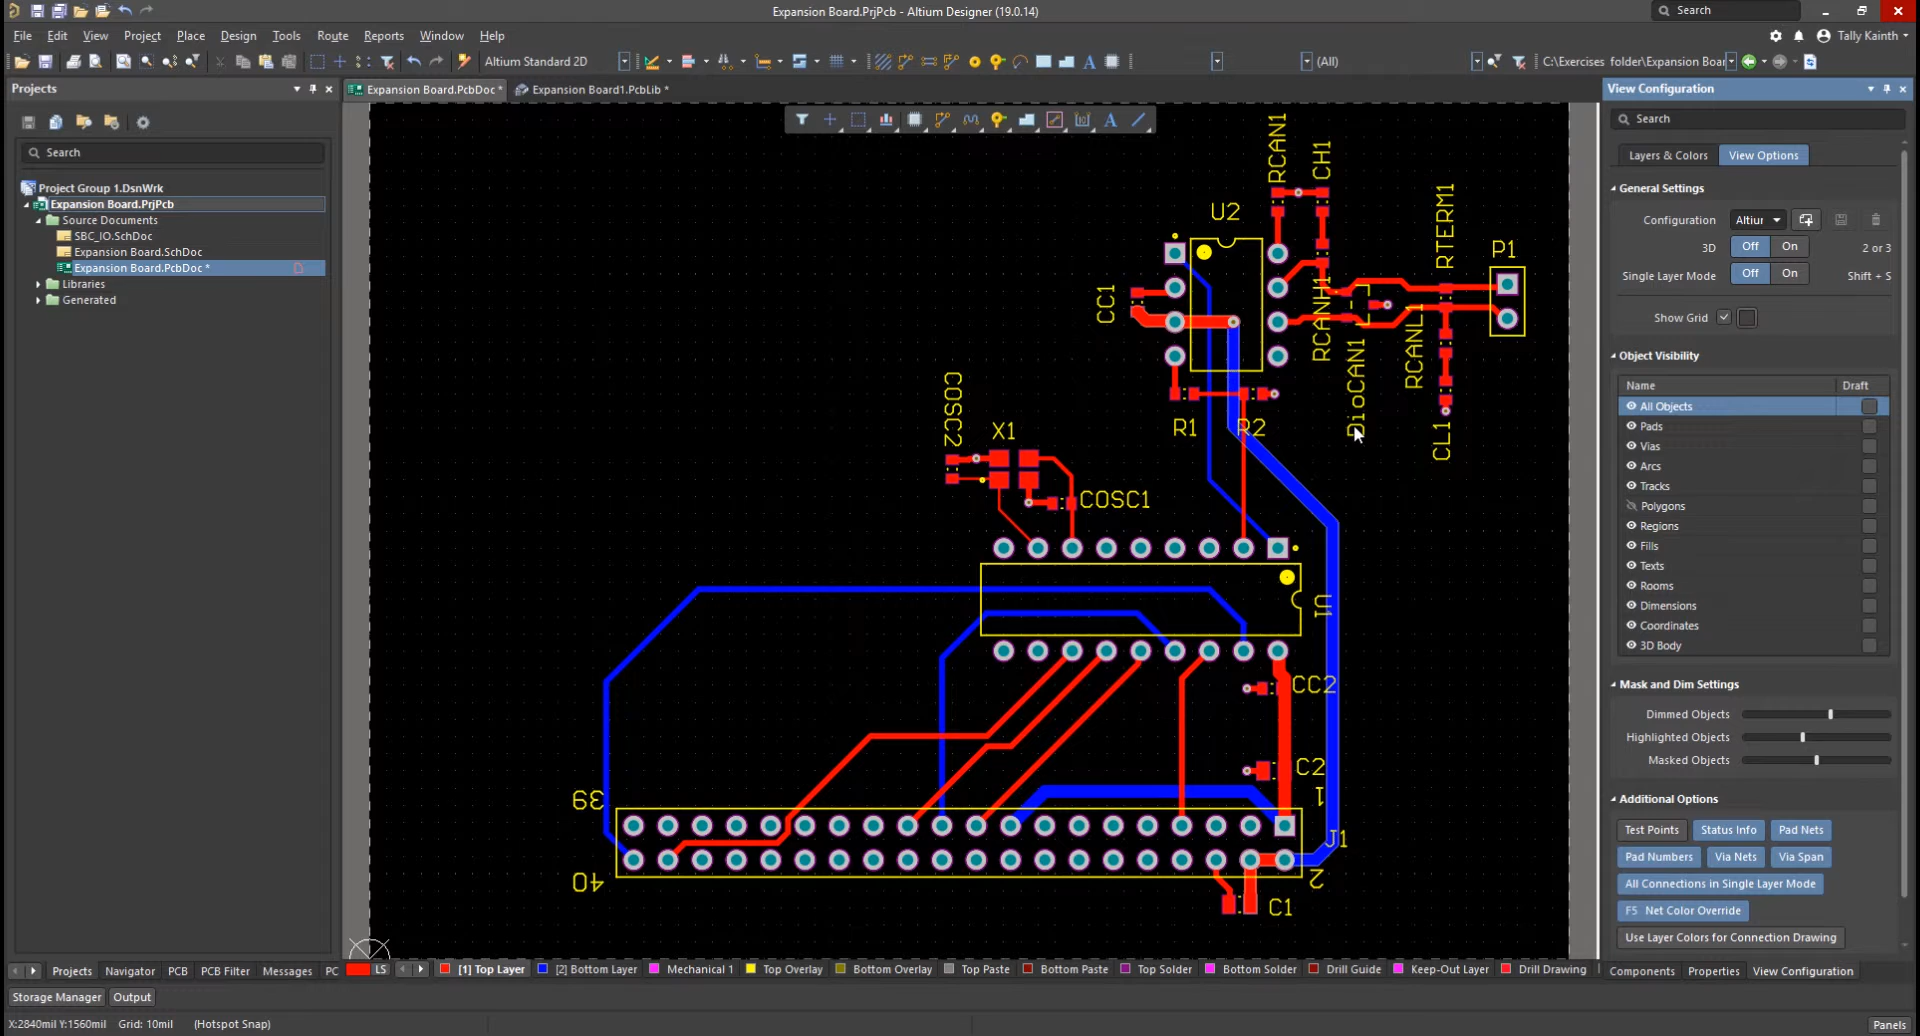 Expansion Board.PrjPcb - Altium Designer (19.0.14)
Search
File Edit View Project Place Design Tools Route Reports Window Help
Tally Kainth
Altium Standard 2D
(All)
C:\Exercises folder\Expansion Boar
Projects
Expansion Board.PcbDoc *
Expansion Board1.PcbLib *
View Configuration
Search
Search
Layers & Colors View Options
Project Group 1.DsnWrk
Expansion Board.PrjPcb
Source Documents
SBC_IO.SchDoc
Expansion Board.SchDoc
Expansion Board.PcbDoc *
Libraries
Generated
RCAN1
CH1
U2
RTERM1
P1
CC1
RCANH1
RCANL1
DioCAN1
CL1
COSC2
X1
R1
R2
COSC1
U1
CC2
C2
39
1
J1
40
2
C1
General Settings
Configuration Altiur
3D Off On 2 or 3
Single Layer Mode Off On Shift + S
Show Grid
Object Visibility
Name Draft
All Objects
Pads
Vias
Arcs
Tracks
Polygons
Regions
Fills
Texts
Rooms
Dimensions
Coordinates
3D Body
Mask and Dim Settings
Dimmed Objects
Highlighted Objects
Masked Objects
Additional Options
Test Points Status Info Pad Nets
Pad Numbers Via Nets Via Span
All Connections in Single Layer Mode
F5 Net Color Override
Use Layer Colors for Connection Drawing
Projects Navigator PCB PCB Filter Messages PC
LS [1] Top Layer [2] Bottom Layer Mechanical 1 Top Overlay Bottom Overlay Top Paste Bottom Paste Top Solder Bottom Solder Drill Guide Keep-Out Layer Drill Drawing
Components Properties View Configuration
Storage Manager Output
X:2840mil Y:1560mil Grid: 10mil (Hotspot Snap)
Panels